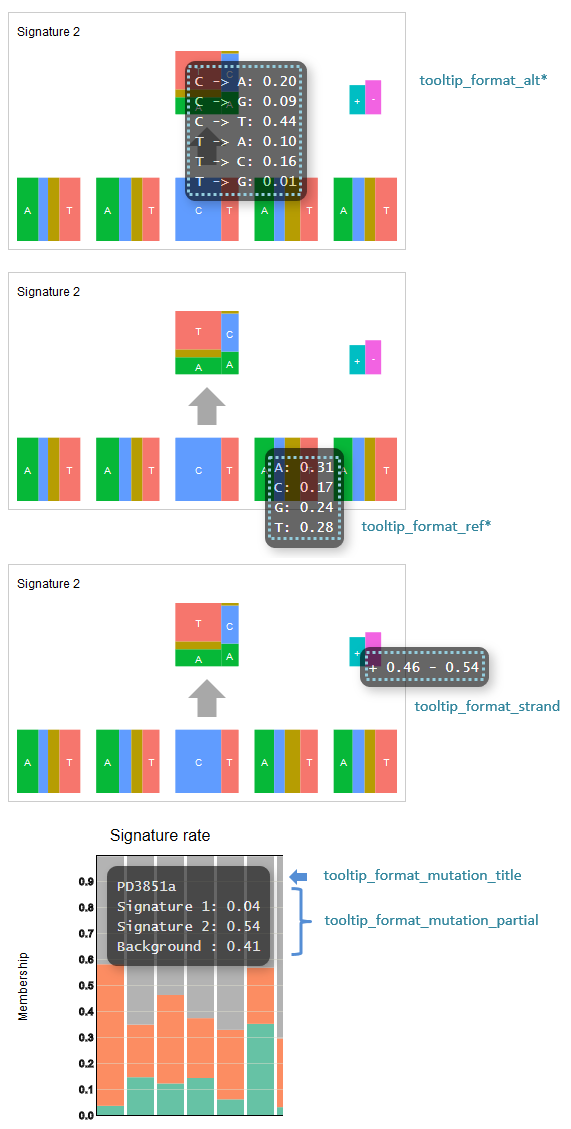 Signature 2
T C
C -> A: 0.20
C -> G: 0.09
C -> T: 0.44
T -> A: 0.10
T -> C: 0.16
T -> G: 0.01
A A
+ -
tooltip_format_alt*
A T A T C T A T A T
Signature 2
T C
A A
+ -
A T A T C T A T A T
A: 0.31
C: 0.17
G: 0.24
T: 0.28
tooltip_format_ref*
Signature 2
T C
A A
+
+ 0.46 - 0.54
tooltip_format_strand
A T A T C T A T A T
Signature rate
PD3851a
Signature 1: 0.04
Signature 2: 0.54
Background : 0.41
tooltip_format_mutation_title
tooltip_format_mutation_partial
Membership
0.9
0.8
0.7
0.6
0.5
0.4
0.3
0.2
0.1
0.0